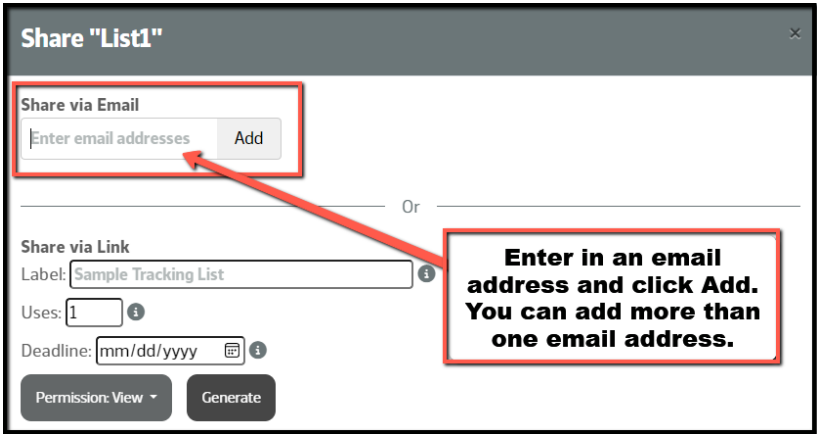 Share "List1"
×
Share via Email
Enter email addresses Add
Or
Share via Link
Label: Sample Tracking List i
Uses: 1 i
Deadline: mm/dd/yyyy i
Permission: View Generate
Enter in an email
address and click Add.
You can add more than
one email address.